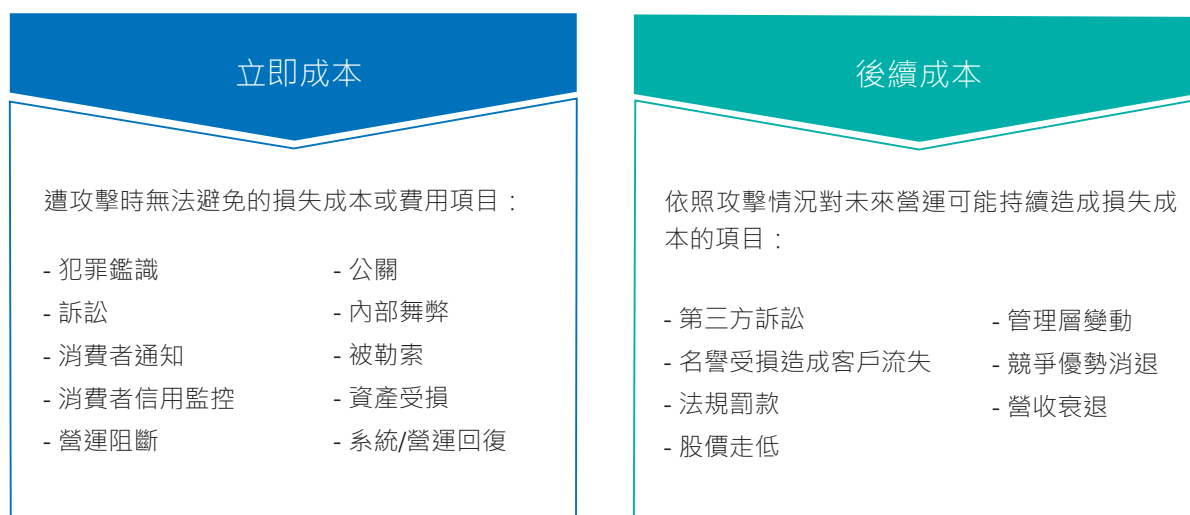 立即成本
遭攻擊時無法避免的損失成本或費用項目：
- 犯罪鑑識
- 訴訟
- 消費者通知
- 消費者信用監控
- 營運阻斷
- 公關
- 內部舞弊
- 被勒索
- 資產受損
- 系統/營運回復
後續成本
依照攻擊情況對未來營運可能持續造成損失成
本的項目：
- 第三方訴訟
- 名譽受損造成客戶流失
- 法規罰款
- 股價走低
- 管理層變動
- 競爭優勢消退
- 營收衰退